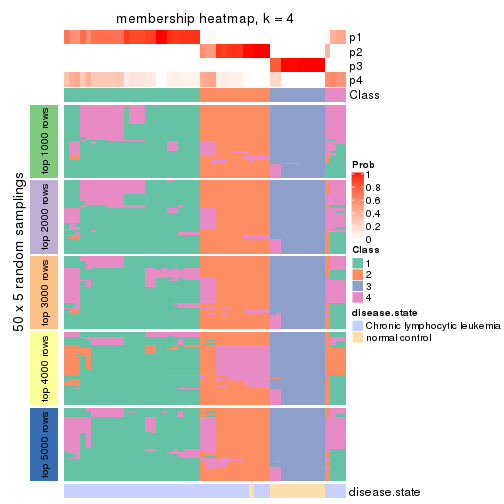 membership heatmap, k = 4
p1
p2
p3
p4
Class
50 x 5 random samplings
top 1000 rows
top 2000 rows
top 3000 rows
top 4000 rows
top 5000 rows
Prob
1
0.8
0.6
0.4
0.2
0
Class
1
2
3
4
disease.state
Chronic lymphocytic leukemia
normal control
disease.state